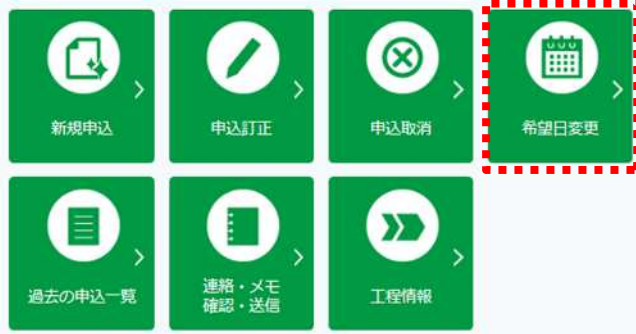 新規申込
申込訂正
申込取消
希望日変更
過去の申込一覧
連絡・メモ
確認・送信
工程情報